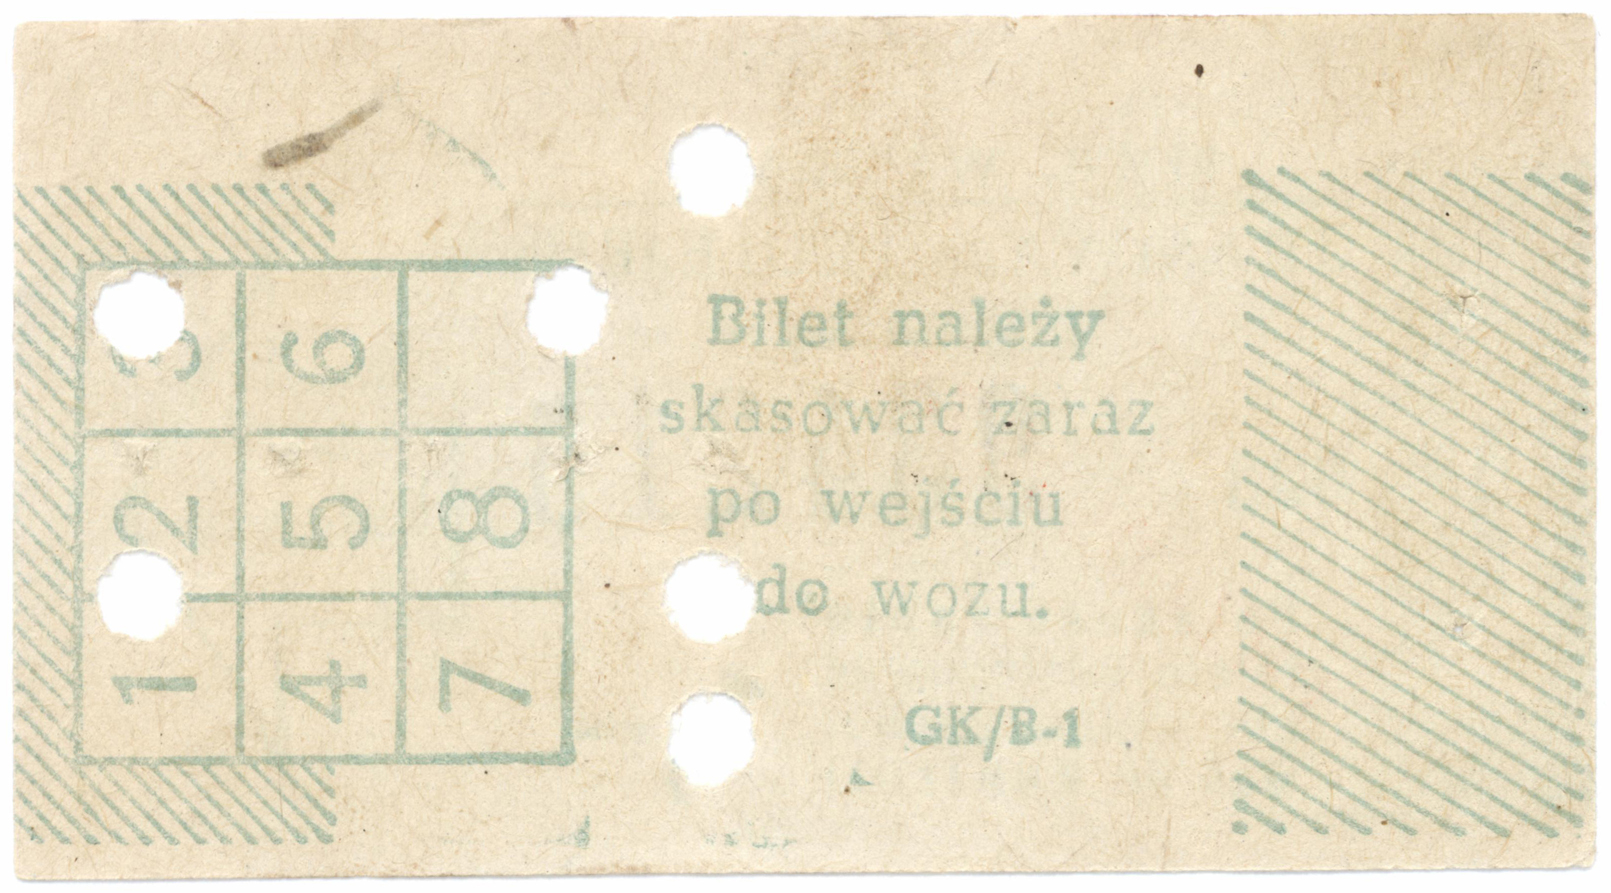 3 6
2 5 8
1 4 7
Bilet należy
skasować zaraz
po wejściu
do wozu.
GK/B-1